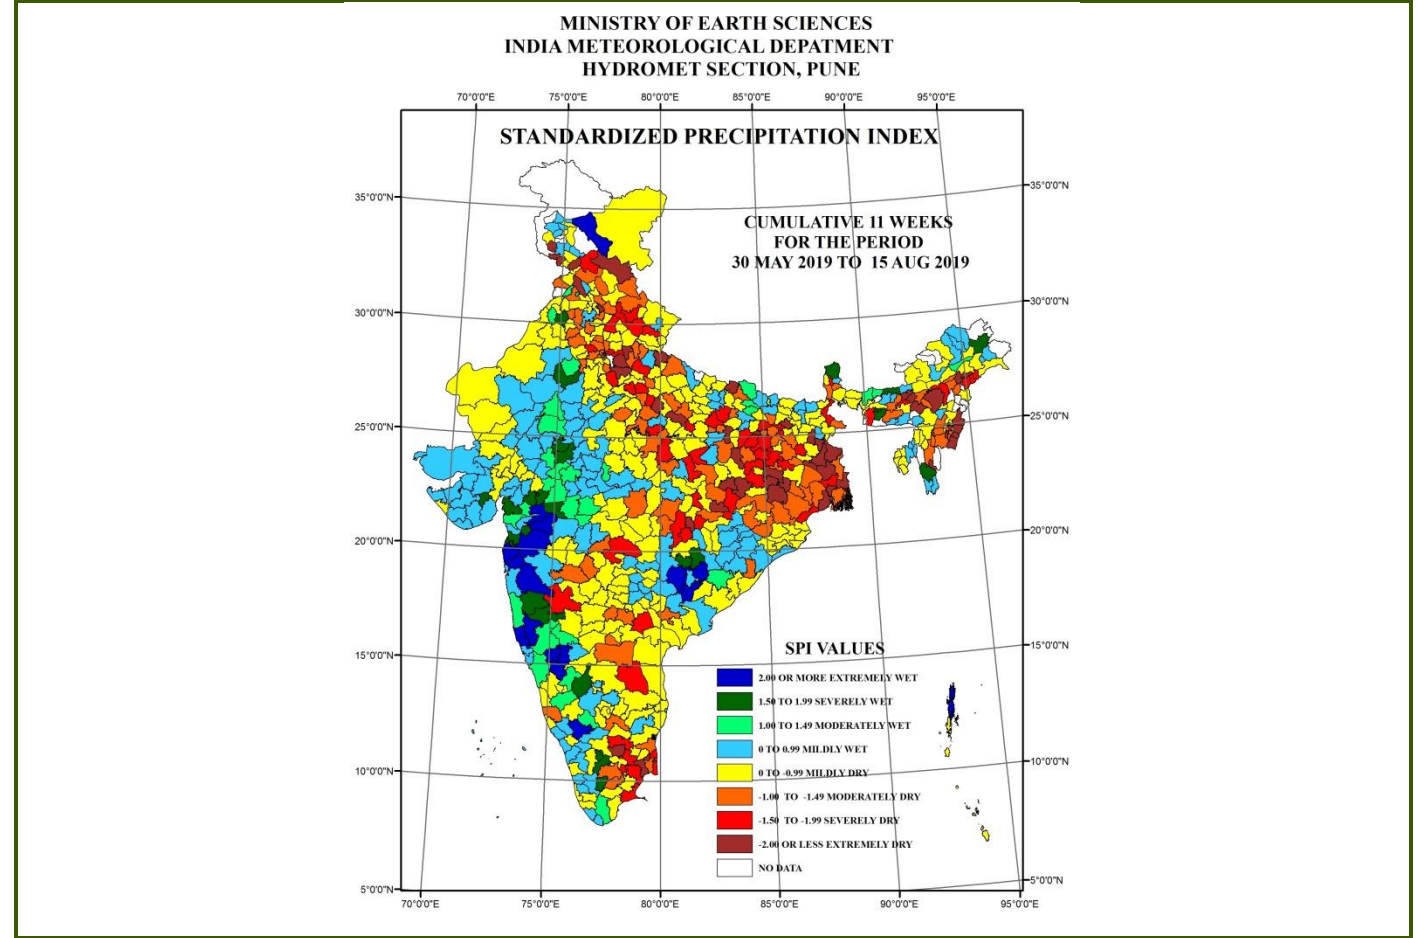 MINISTRY OF EARTH SCIENCES
INDIA METEOROLOGICAL DEPATMENT
HYDROMET SECTION, PUNE
70°0'0"E 75°0'0"E 80°0'0"E 85°0'0"E 90°0'0"E 95°0'0"E
STANDARDIZED PRECIPITATION INDEX
35°0'0"N 35°0'0"N
CUMULATIVE 11 WEEKS
FOR THE PERIOD
30 MAY 2019 TO 15 AUG 2019
30°0'0"N 30°0'0"N
25°0'0"N 25°0'0"N
20°0'0"N 20°0'0"N
15°0'0"N 15°0'0"N
SPI VALUES
2.00 OR MORE EXTREMELY WET
1.50 TO 1.99 SEVERELY WET
1.00 TO 1.49 MODERATELY WET
0 TO 0.99 MILDLY WET
10°0'0"N 10°0'0"N
0 TO -0.99 MILDLY DRY
-1.00 TO -1.49 MODERATELY DRY
-1.50 TO -1.99 SEVERELY DRY
-2.00 OR LESS EXTREMELY DRY
NO DATA
5°0'0"N 5°0'0"N
70°0'0"E 75°0'0"E 80°0'0"E 85°0'0"E 90°0'0"E 95°0'0"E